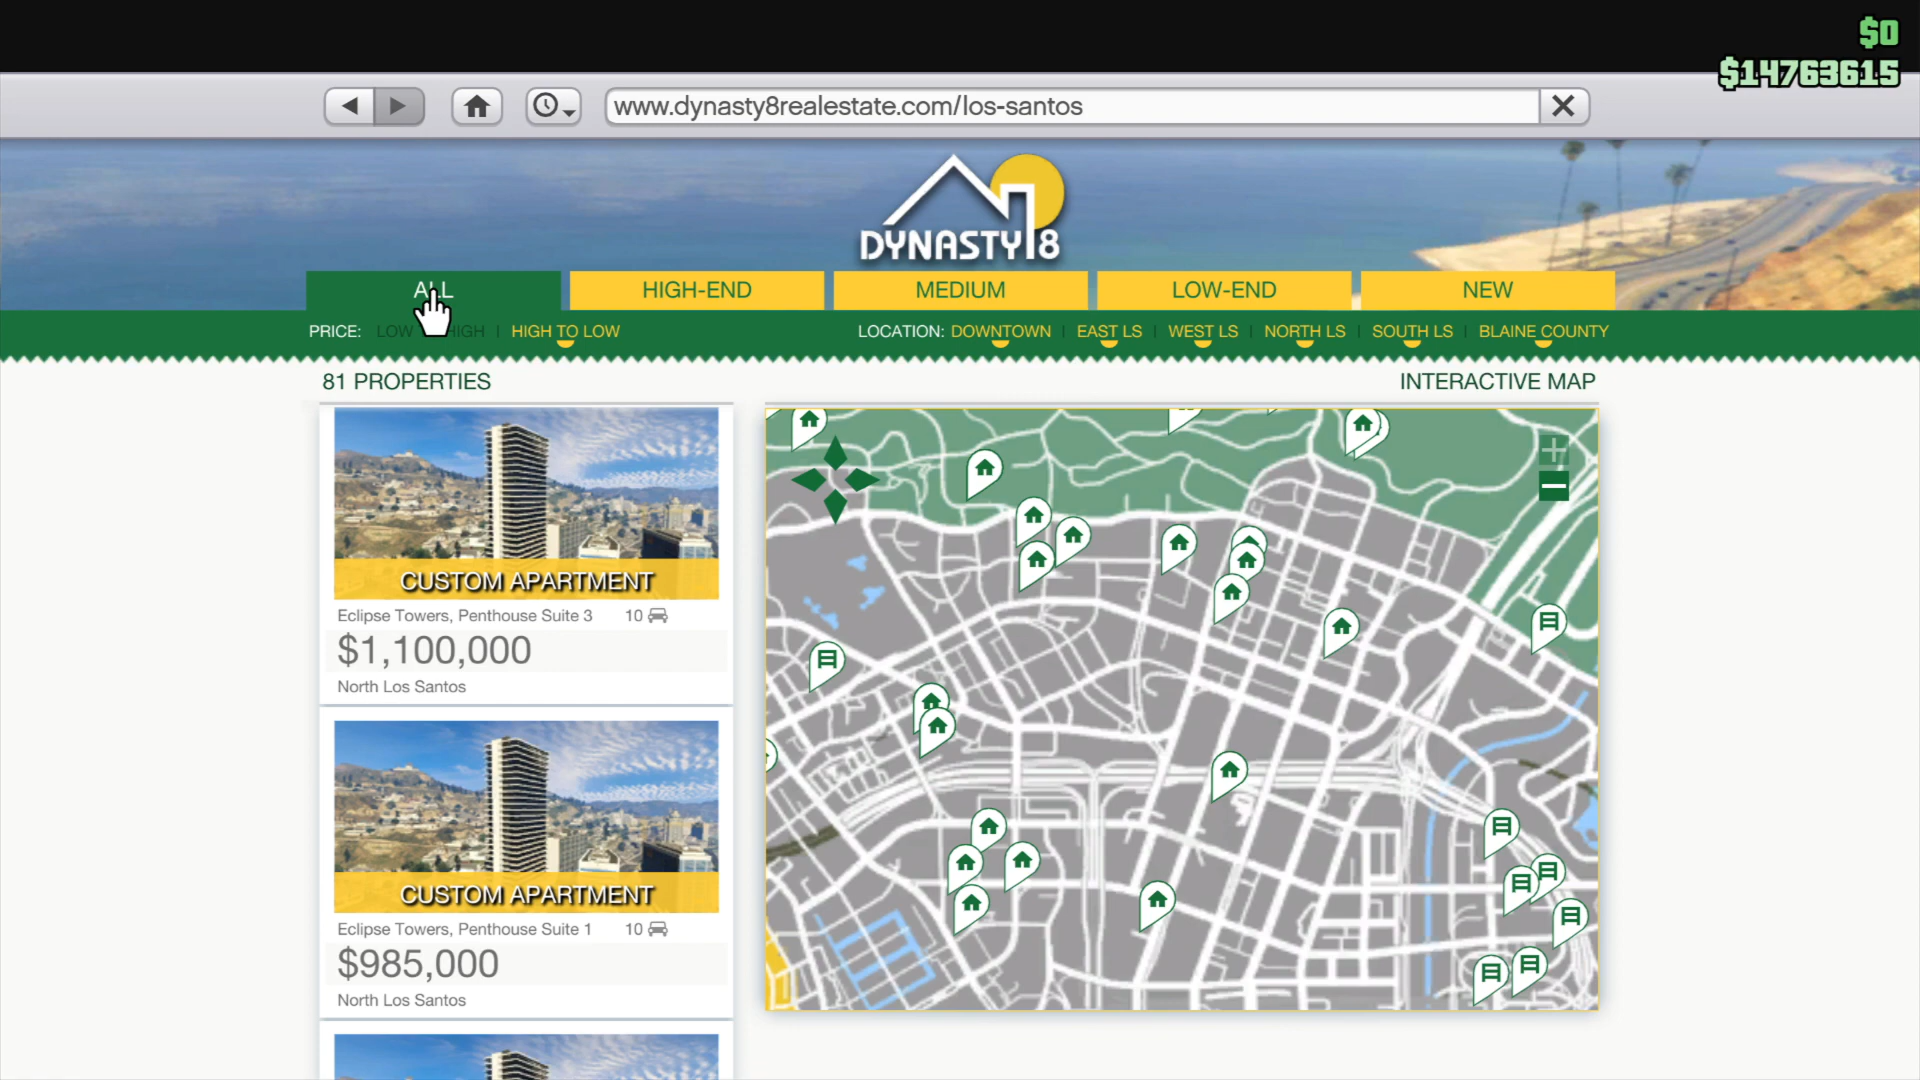 $0
$14763615
www.dynasty8realestate.com/los-santos
DYNASTY 8
ALL
HIGH-END
MEDIUM
LOW-END
NEW
PRICE: LOW TO HIGH | HIGH TO LOW
LOCATION: DOWNTOWN | EAST LS | WEST LS | NORTH LS | SOUTH LS | BLAINE COUNTY
81 PROPERTIES
INTERACTIVE MAP
CUSTOM APARTMENT
Eclipse Towers, Penthouse Suite 3 10
$1,100,000
North Los Santos
CUSTOM APARTMENT
Eclipse Towers, Penthouse Suite 1 10
$985,000
North Los Santos